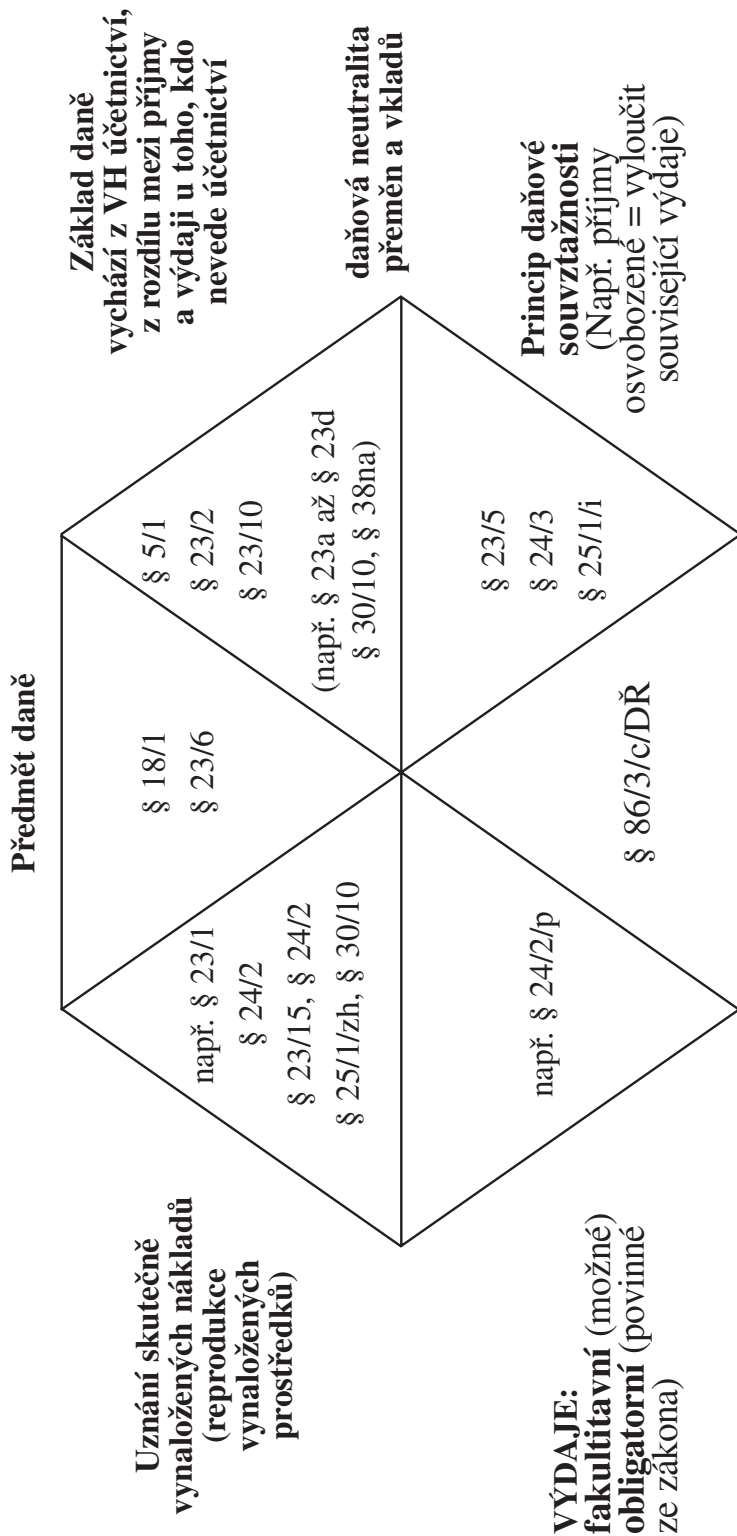 Předmět daně
§ 18/1
§ 23/6
Základ daně
vychází z VH účetnictví,
z rozdílu mezi příjmy
a výdaji u toho, kdo
nevede účetnictví
§ 5/1
§ 23/2
§ 23/10
(např. § 23a až § 23d
§ 30/10, § 38na)
daňová neutralita
přeměn a vkladů
Princip daňové
souvztažnosti
(Např. příjmy
osvobozené = vyloučit
související výdaje)
§ 23/5
§ 24/3
§ 25/1/i
§ 86/3/c/DŘ
např. § 24/2/p
VÝDAJE:
fakultitavní (možné)
obligatorní (povinné
ze zákona)
Uznání skutečně
vynaložených nákladů
(reprodukce
vynaložených
prostředků)
např. § 23/1
§ 24/2
§ 23/15, § 24/2
§ 25/1/zh, § 30/10